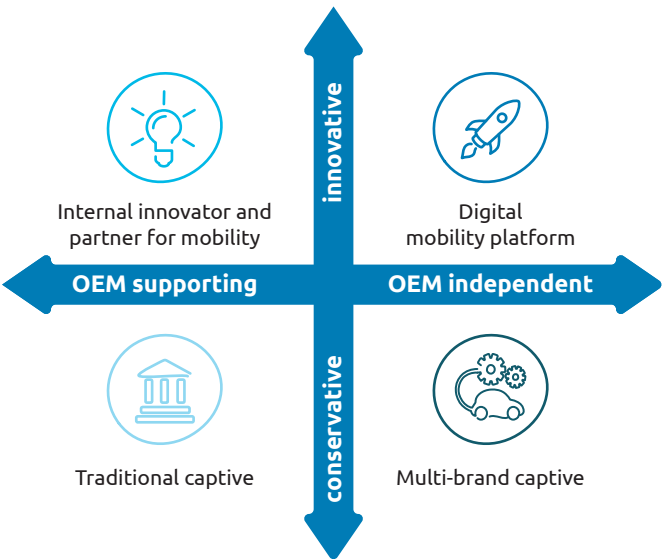 innovative
Internal innovator and
partner for mobility
Digital
mobility platform
OEM supporting
OEM independent
conservative
Traditional captive
Multi-brand captive